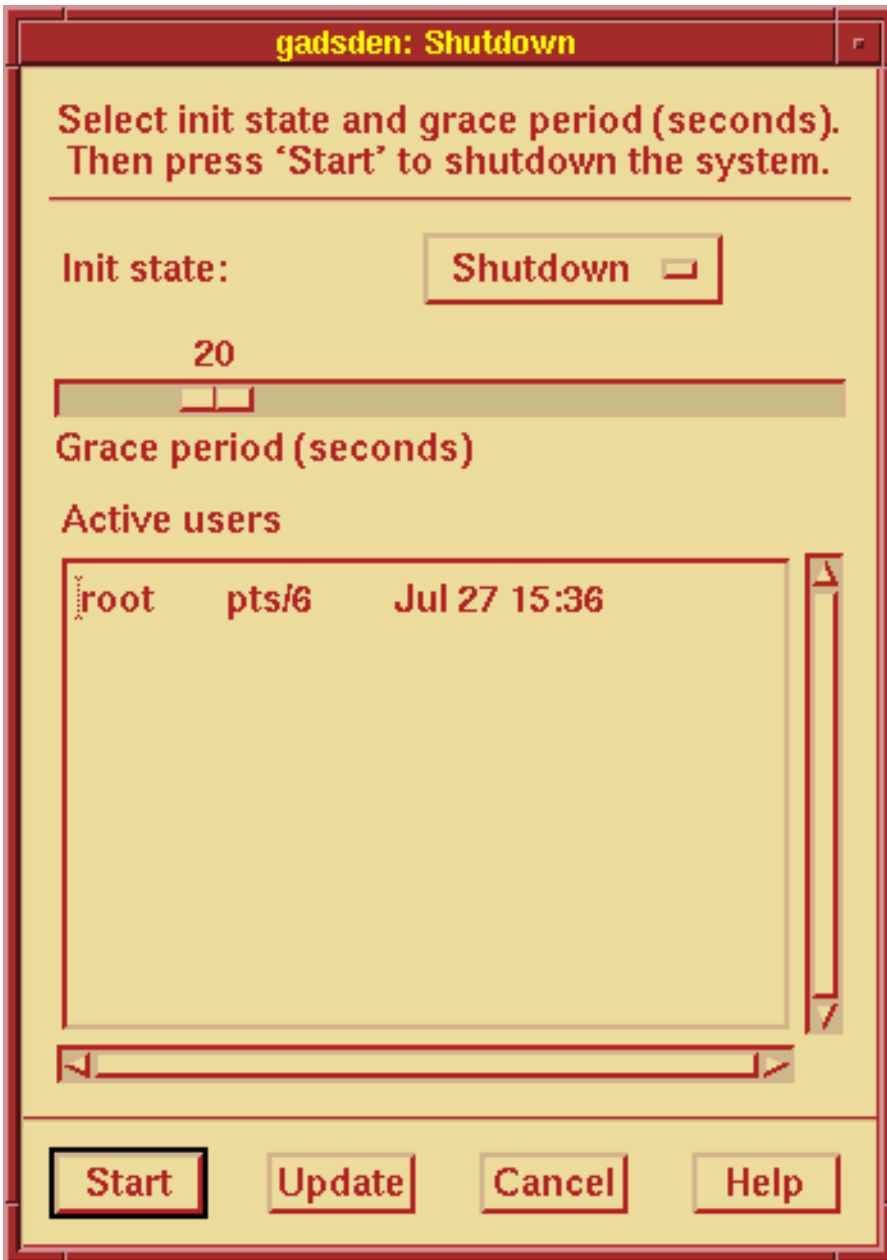 gadsden: Shutdown
Select init state and grace period (seconds).
Then press ‘Start’ to shutdown the system.
Init state: Shutdown
20
Grace period (seconds)
Active users
root pts/6 Jul 27 15:36
Start Update Cancel Help